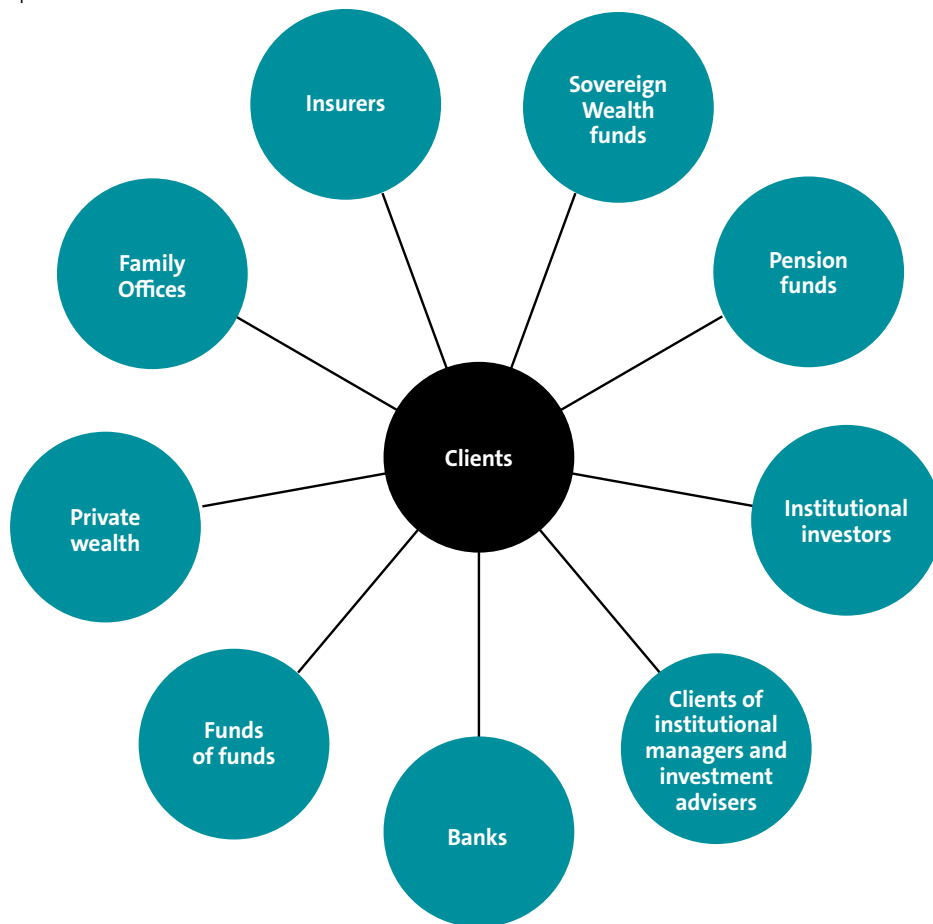 Insurers
Sovereign
Wealth
funds
Family
Offices
Pension
funds
Clients
Private
wealth
Institutional
investors
Funds
of funds
Clients of
institutional
managers and
investment
advisers
Banks